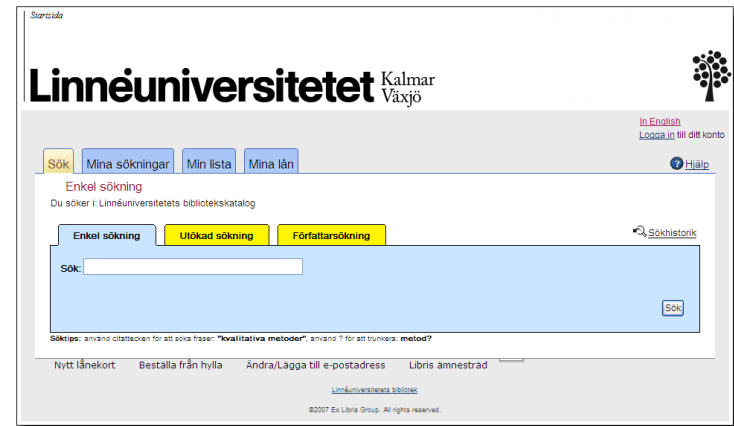 Startsida
Linnéuniversitetet Kalmar
Växjö
In English
Logga in till ditt konto
Sök Mina sökningar Min lista Mina lån
Hjälp
Enkel sökning
Du söker i: Linnéuniversitetets bibliotekskatalog
Enkel sökning Utökad sökning Författarsökning
Sökhistorik
Sök:
Sök
Söktips: använd citattecken för att söka fraser: "kvalitativa metoder", använd ? för att trunkera: metod?
Nytt lånekort Beställa från hylla Ändra/Lägga till e-postadress Libris ämnesträd
Linnéuniversitetets bibliotek
©2007 Ex Libris Group. All rights reserved.